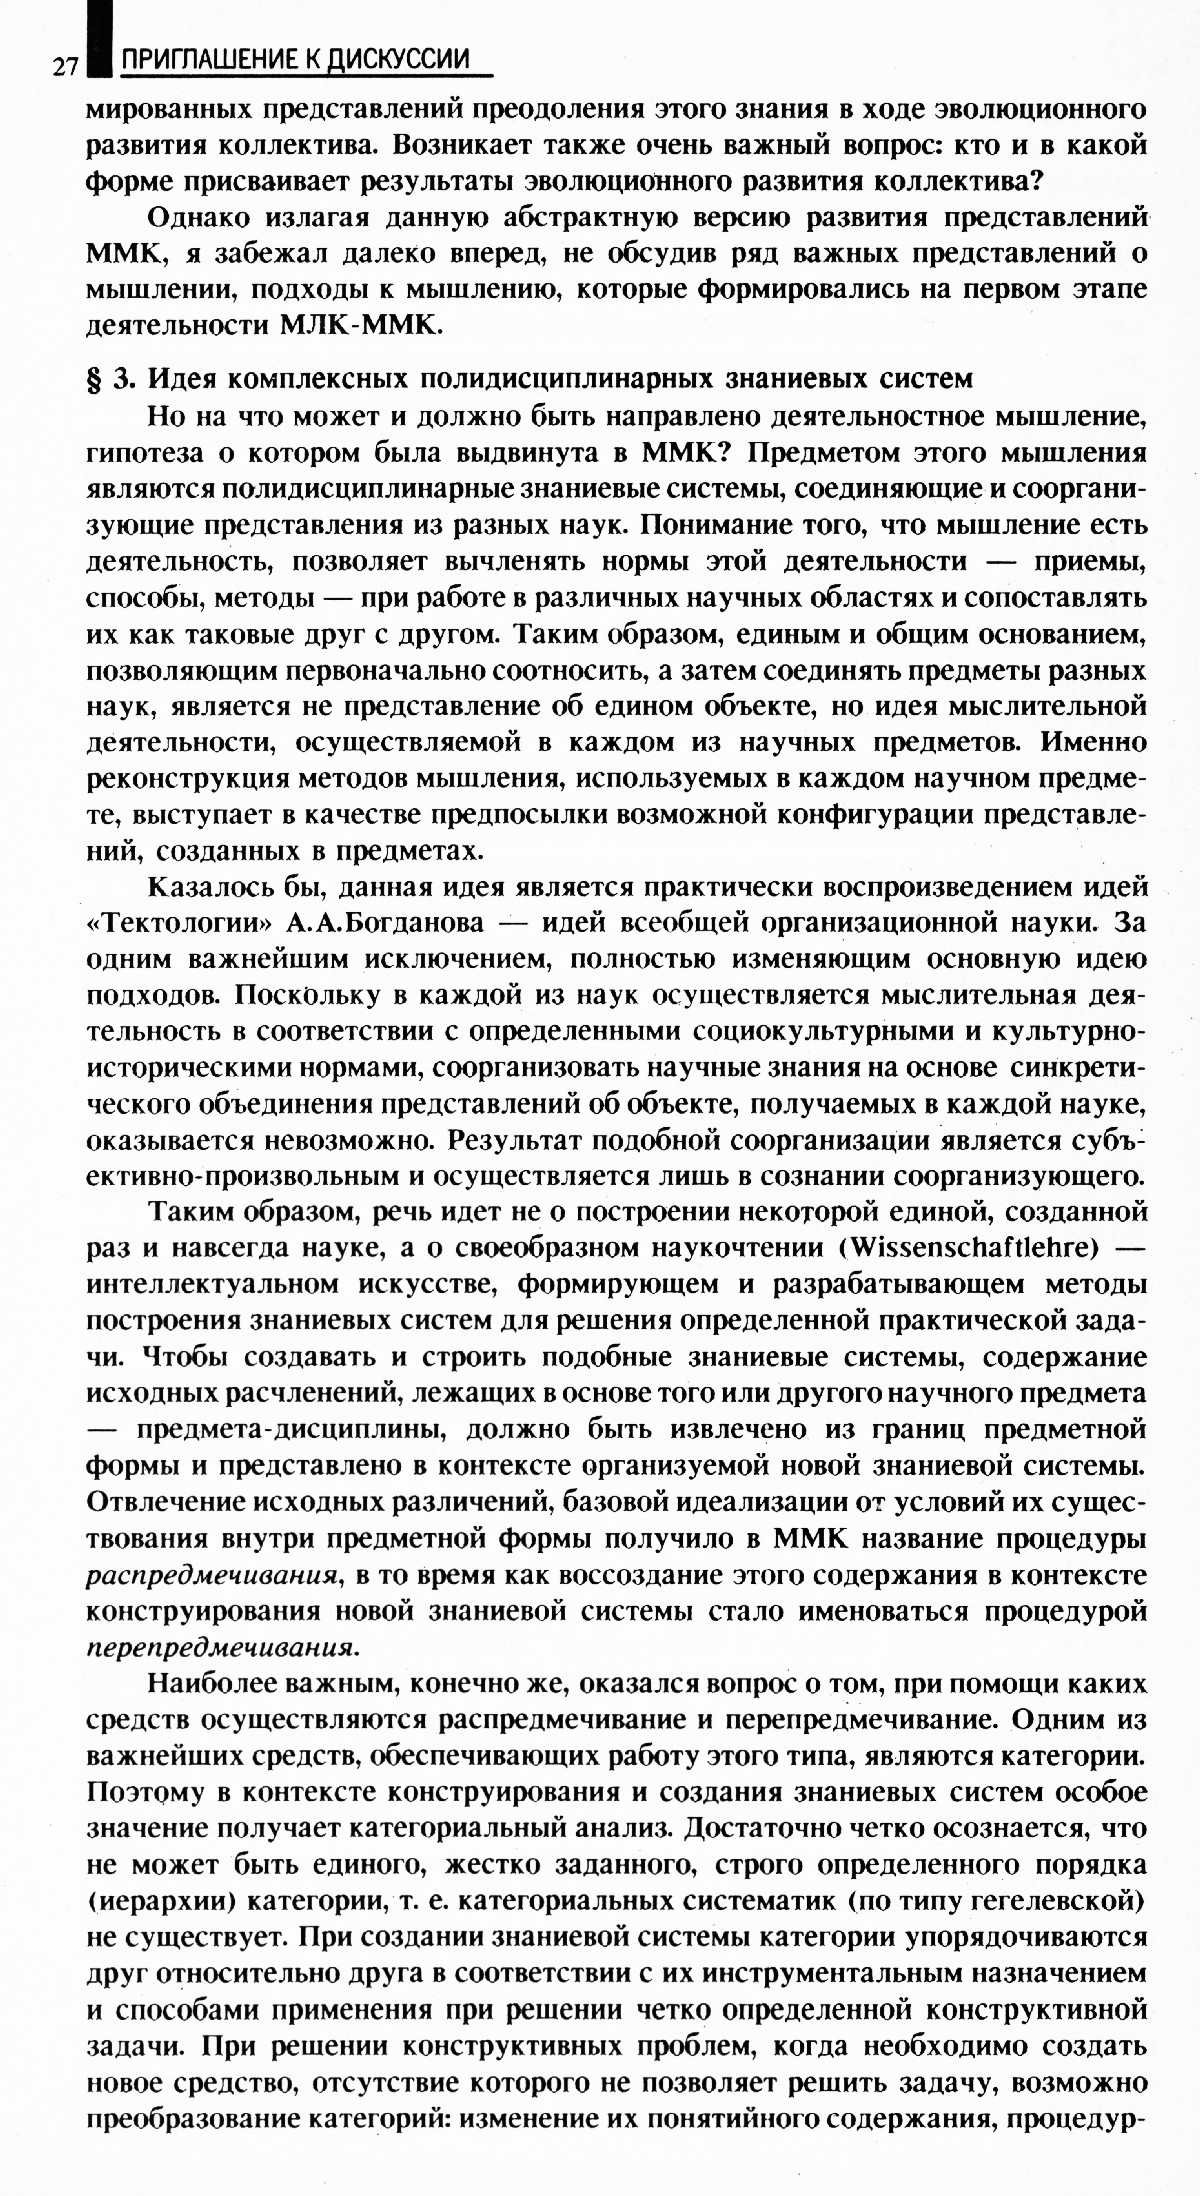 27 ПРИГЛАШЕНИЕ К ДИСКУССИИ
мированных представлений преодоления этого знания в ходе эволюционного
развития коллектива. Возникает также очень важный вопрос: кто и в какой
форме присваивает результаты эволюционного развития коллектива?
Однако излагая данную абстрактную версию развития представлений
ММК, я забежал далеко вперед, не обсудив ряд важных представлений о
мышлении, подходы к мышлению, которые формировались на первом этапе
деятельности МЛК-ММК.
§ 3. Идея комплексных полидисциплинарных знаниевых систем
Но на что может и должно быть направлено деятельностное мышление,
гипотеза о котором была выдвинута в ММК? Предметом этого мышления
являются полидисциплинарные знаниевые системы, соединяющие и сооргани-
зующие представления из разных наук. Понимание того, что мышление есть
деятельность, позволяет вычленять нормы этой деятельности — приемы,
способы, методы — при работе в различных научных областях и сопоставлять
их как таковые друг с другом. Таким образом, единым и общим основанием,
позволяющим первоначально соотносить, а затем соединять предметы разных
наук, является не представление об едином объекте, но идея мыслительной
деятельности, осуществляемой в каждом из научных предметов. Именно
реконструкция методов мышления, используемых в каждом научном предме-
те, выступает в качестве предпосылки возможной конфигурации представле-
ний, созданных в предметах.
Казалось бы, данная идея является практически воспроизведением идей
«Тектологии» А.А.Богданова — идей всеобщей организационной науки. За
одним важнейшим исключением, полностью изменяющим основную идею
подходов. Поскольку в каждой из наук осуществляется мыслительная дея-
тельность в соответствии с определенными социокультурными и культурно-
историческими нормами, соорганизовать научные знания на основе синкрети-
ческого объединения представлений об объекте, получаемых в каждой науке,
оказывается невозможно. Результат подобной соорганизации является субъ-
ективно-произвольным и осуществляется лишь в сознании соорганизующего.
Таким образом, речь идет не о построении некоторой единой, созданной
раз и навсегда науке, а о своеобразном наукочтении (Wissenschaftlehre) —
интеллектуальном искусстве, формирующем и разрабатывающем методы
построения знаниевых систем для решения определенной практической зада-
чи. Чтобы создавать и строить подобные знаниевые системы, содержание
исходных расчленений, лежащих в основе того или другого научного предмета
— предмета-дисциплины, должно быть извлечено из границ предметной
формы и представлено в контексте организуемой новой знаниевой системы.
Отвлечение исходных различений, базовой идеализации от условий их сущес-
твования внутри предметной формы получило в ММК название процедуры
распредмечивания, в то время как воссоздание этого содержания в контексте
конструирования новой знаниевой системы стало именоваться процедурой
перепредмечивания.
Наиболее важным, конечно же, оказался вопрос о том, при помощи каких
средств осуществляются распредмечивание и перепредмечивание. Одним из
важнейших средств, обеспечивающих работу этого типа, являются категории.
Поэтому в контексте конструирования и создания знаниевых систем особое
значение получает категориальный анализ. Достаточно четко осознается, что
не может быть единого, жестко заданного, строго определенного порядка
(иерархии) категории, т. е. категориальных систематик (по типу гегелевской)
не существует. При создании знаниевой системы категории упорядочиваются
друг относительно друга в соответствии с их инструментальным назначением
и способами применения при решении четко определенной конструктивной
задачи. При решении конструктивных проблем, когда необходимо создать
новое средство, отсутствие которого не позволяет решить задачу, возможно
преобразование категорий: изменение их понятийного содержания, процедур-